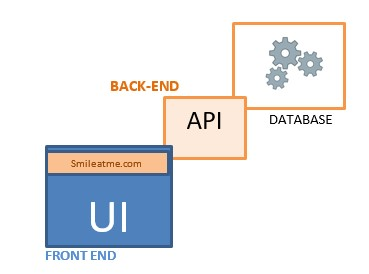 BACK-END
API
DATABASE
Smileatme.com
UI
FRONT END